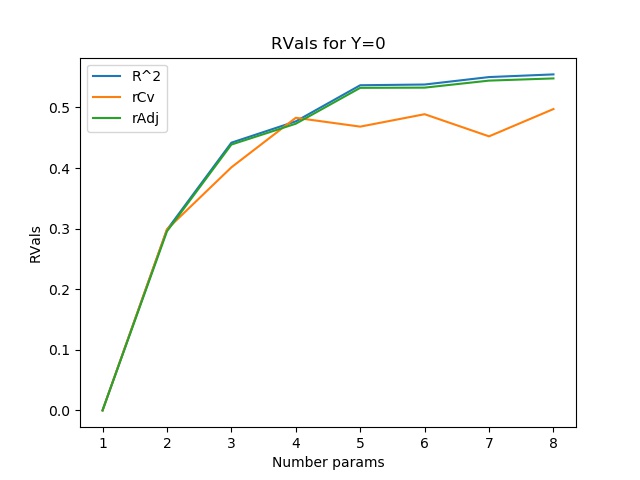 RVals for Y=0
R^2
rCv
rAdj
RVals
0.5
0.4
0.3
0.2
0.1
0.0
1 2 3 4 5 6 7 8
Number params